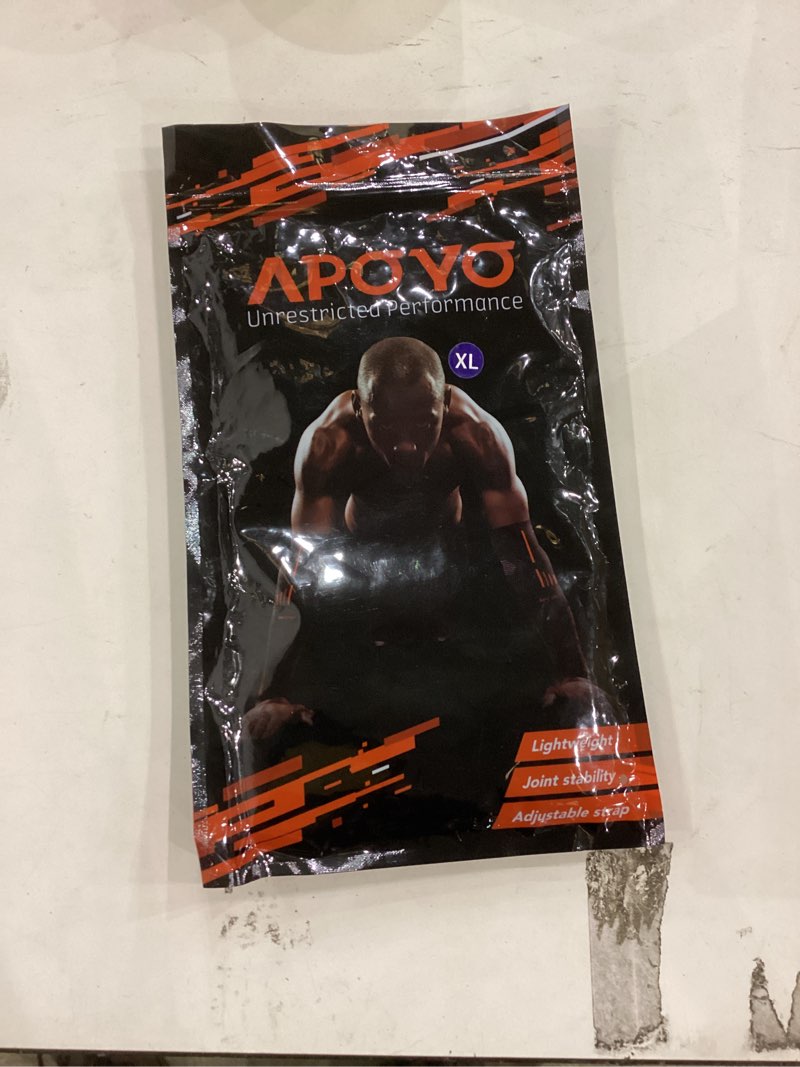 APOYO
Unrestricted Performance
XL
Lightweight
Joint stability
Adjustable strap